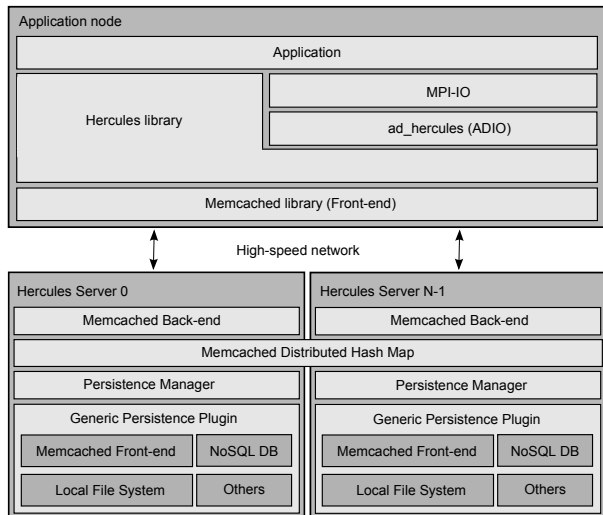 Application node
Application
MPI-IO
Hercules library
ad_hercules (ADIO)
Memcached library (Front-end)
High-speed network
Hercules Server 0
Hercules Server N-1
Memcached Back-end
Memcached Back-end
Memcached Distributed Hash Map
Persistence Manager
Persistence Manager
Generic Persistence Plugin
Generic Persistence Plugin
Memcached Front-end
NoSQL DB
Memcached Front-end
NoSQL DB
Local File System
Others
Local File System
Others